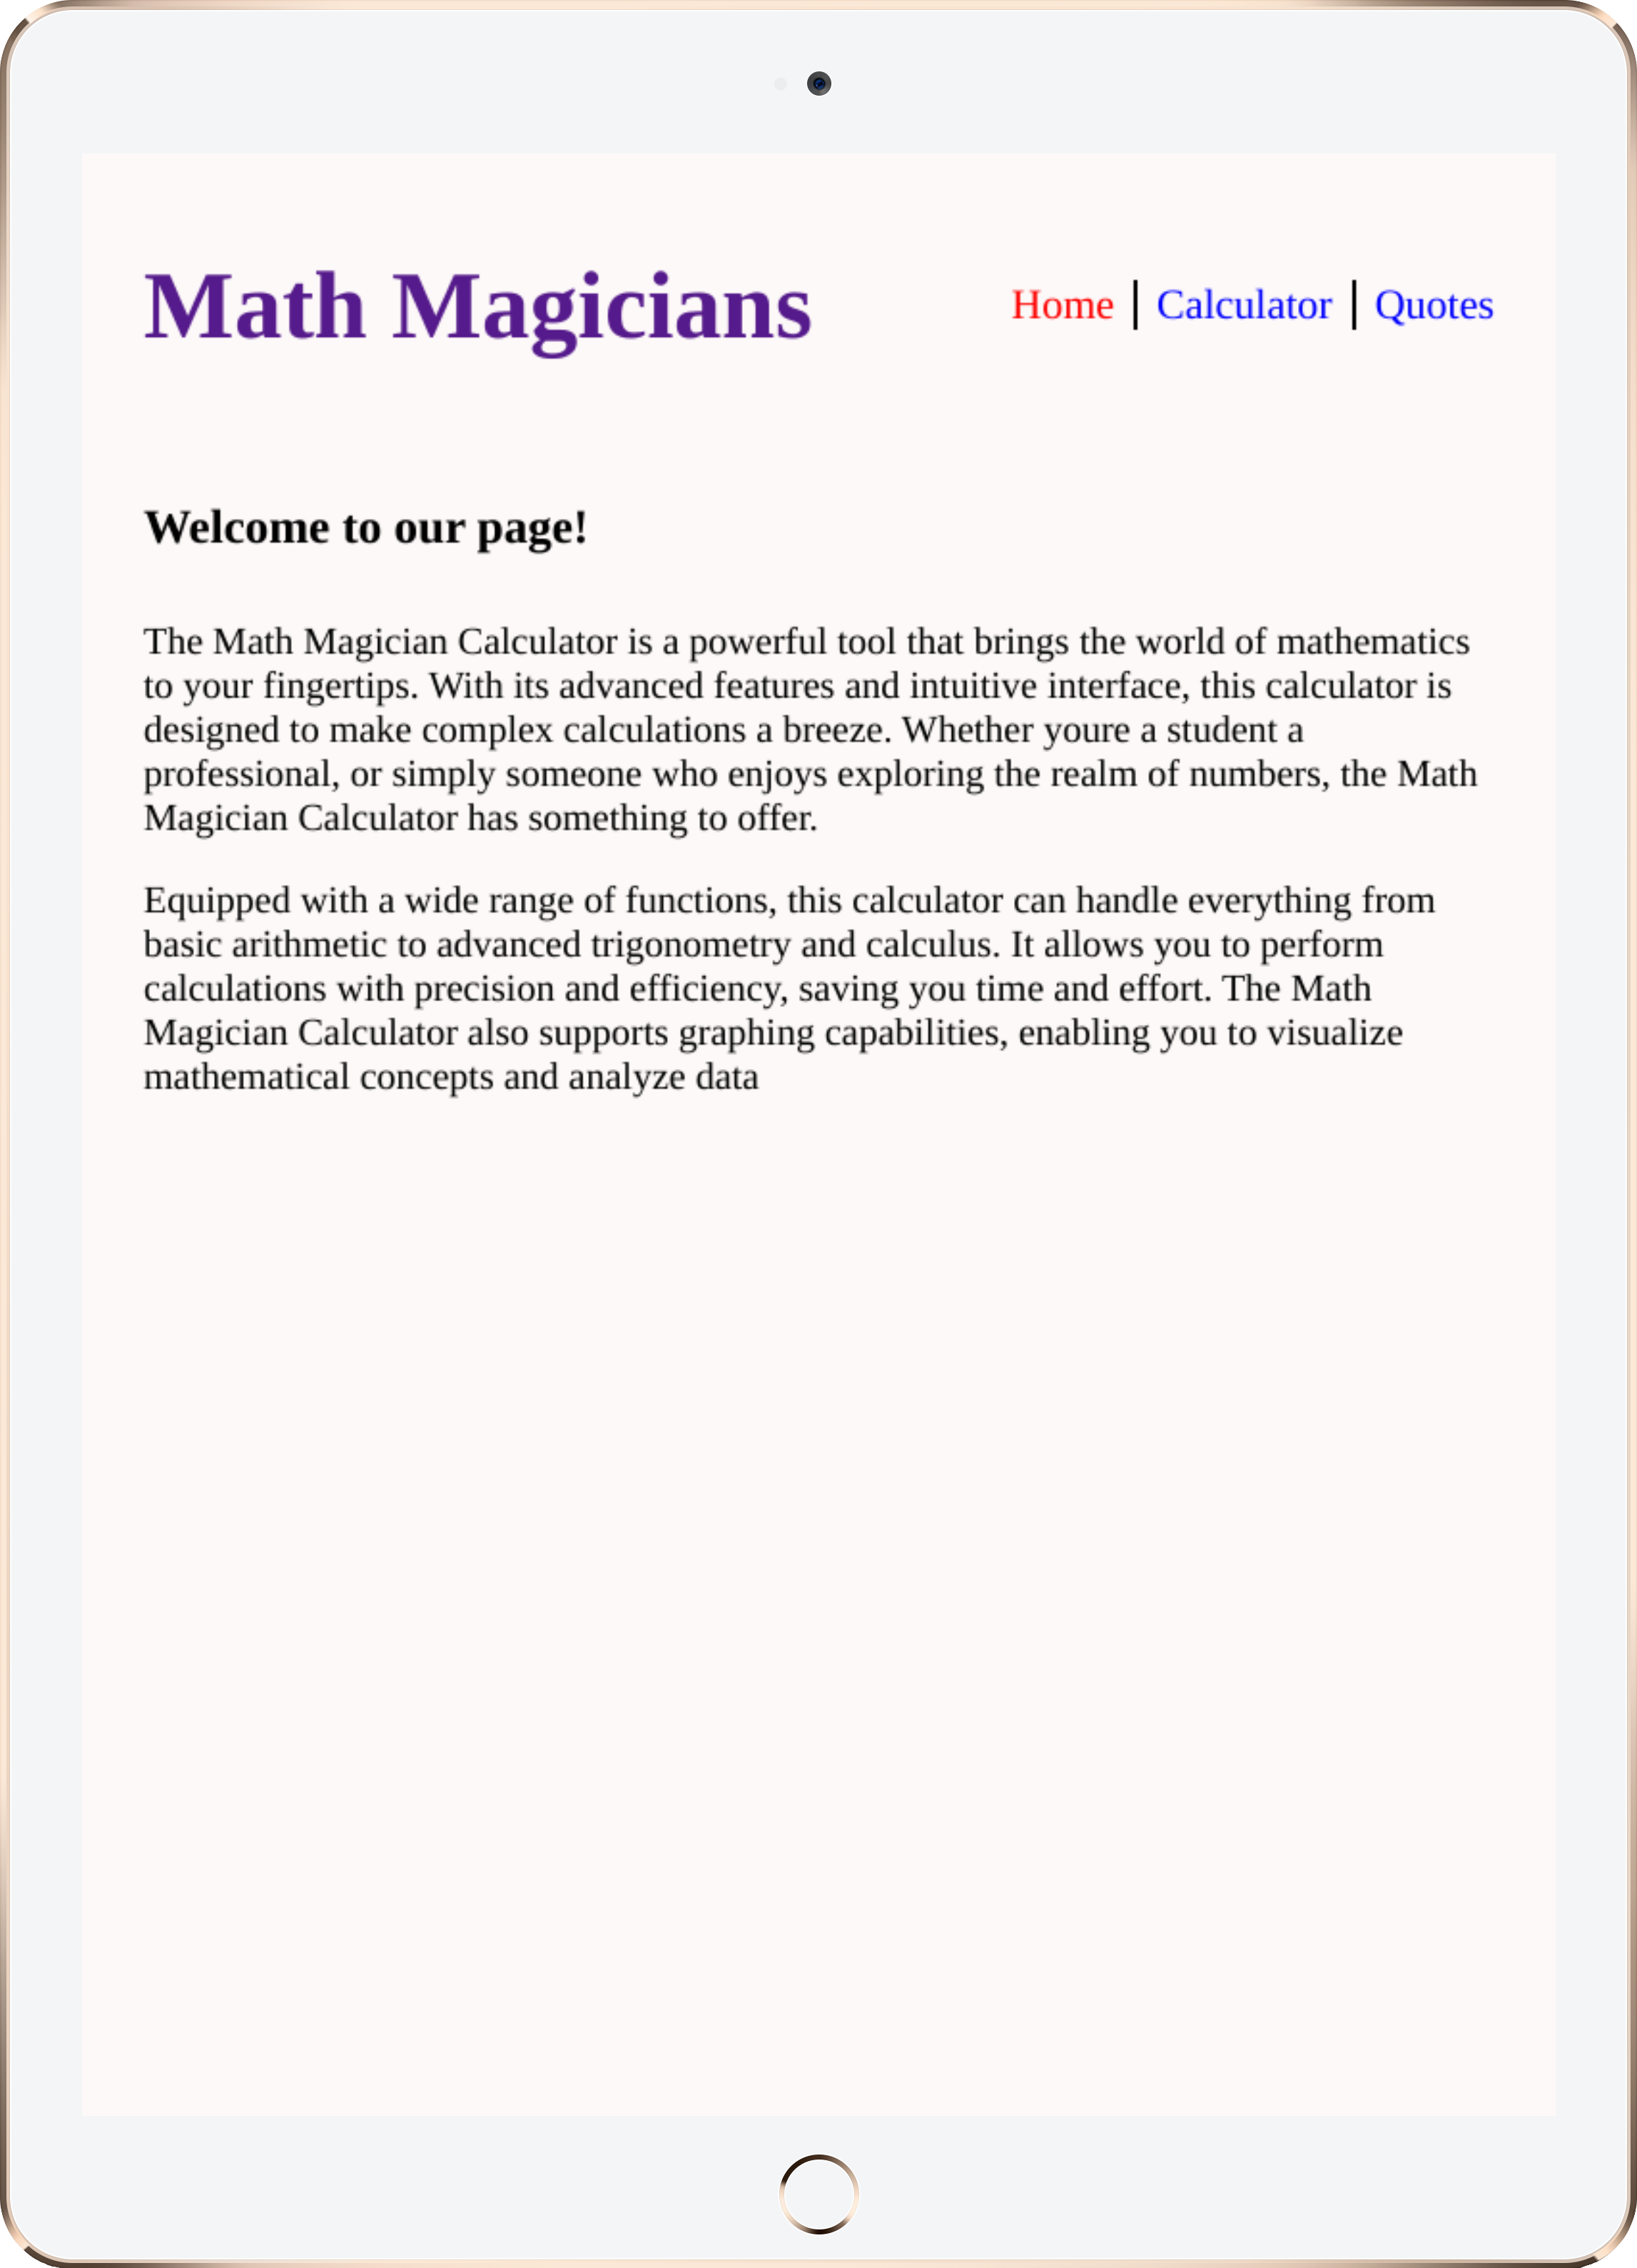 Math Magicians
Home | Calculator | Quotes
Welcome to our page!
The Math Magician Calculator is a powerful tool that brings the world of mathematics
to your fingertips. With its advanced features and intuitive interface, this calculator is
designed to make complex calculations a breeze. Whether youre a student a
professional, or simply someone who enjoys exploring the realm of numbers, the Math
Magician Calculator has something to offer.
Equipped with a wide range of functions, this calculator can handle everything from
basic arithmetic to advanced trigonometry and calculus. It allows you to perform
calculations with precision and efficiency, saving you time and effort. The Math
Magician Calculator also supports graphing capabilities, enabling you to visualize
mathematical concepts and analyze data